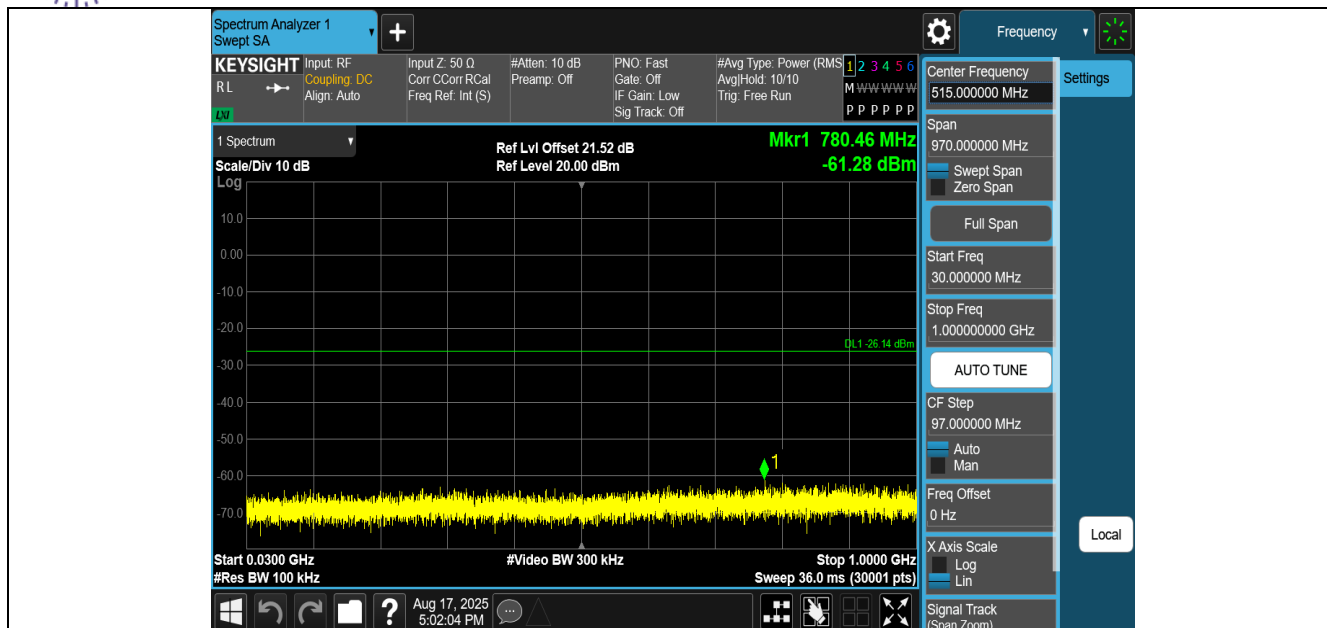 Spectrum Analyzer 1
Swept SA
Frequency
KEYSIGHT
RL
LXI
Input: RF
Coupling: DC
Align: Auto
Input Z: 50 Ω
Corr CCorr RCal
Freq Ref: Int (S)
#Atten: 10 dB
Preamp: Off
PNO: Fast
Gate: Off
IF Gain: Low
Sig Track: Off
#Avg Type: Power (RMS
Avg|Hold: 10/10
Trig: Free Run
1 2 3 4 5 6
M W W W W W
P P P P P P
1 Spectrum
Scale/Div 10 dB
Ref Lvl Offset 21.52 dB
Ref Level 20.00 dBm
Mkr1 780.46 MHz
-61.28 dBm
Log
10.0
0.00
-10.0
-20.0
DL1 -26.14 dBm
-30.0
-40.0
-50.0
1
-60.0
-70.0
Start 0.0300 GHz
#Video BW 300 kHz
Stop 1.0000 GHz
#Res BW 100 kHz
Sweep 36.0 ms (30001 pts)
?
Aug 17, 2025
5:02:04 PM
Center Frequency
515.000000 MHz
Span
970.000000 MHz
Swept Span
Zero Span
Full Span
Start Freq
30.000000 MHz
Stop Freq
1.000000000 GHz
AUTO TUNE
CF Step
97.000000 MHz
Auto
Man
Freq Offset
0 Hz
X Axis Scale
Log
Lin
Signal Track
(Span Zoom)
Settings
Local